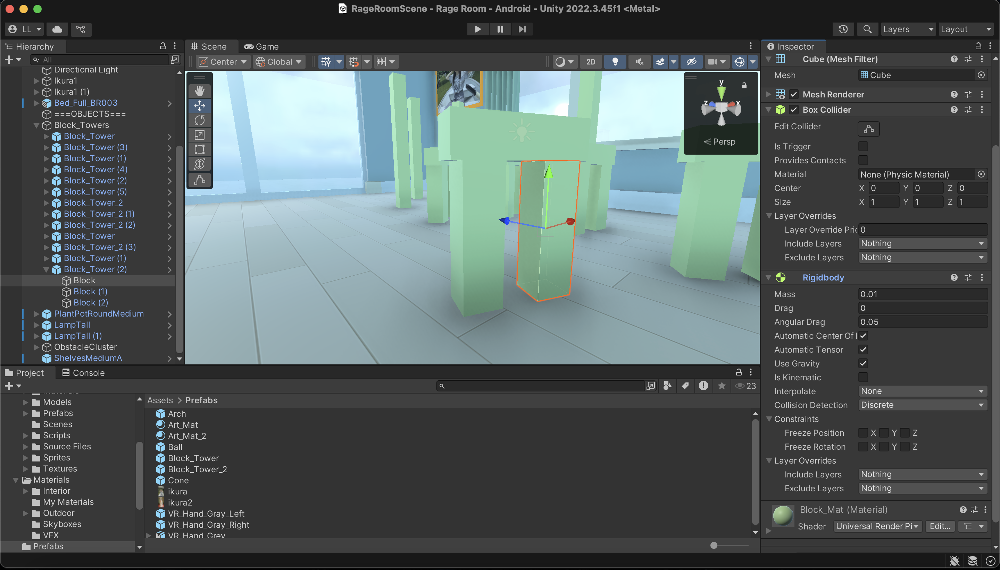 RageRoomScene - Rage Room - Android - Unity 2022.3.45f1 <Metal>
LL
Layers
Layout
Hierarchy
All
Directional Light
Ikura1
Ikura1 (1)
Bed_Full_BR003
===OBJECTS===
Block_Towers
Block_Tower
Block_Tower (3)
Block_Tower (1)
Block_Tower (4)
Block_Tower (2)
Block_Tower (5)
Block_Tower_2
Block_Tower_2 (1)
Block_Tower_2 (2)
Block_Tower
Block_Tower_2 (3)
Block_Tower (1)
Block_Tower (2)
Block
Block (1)
Block (2)
PlantPotRoundMedium
LampTall
LampTall (1)
ObstacleCluster
ShelvesMediumA
Scene
Game
Center
Global
2D
y
z
x
Persp
Project
Console
23
Models
Prefabs
Scenes
Scripts
Source Files
Sprites
Textures
Materials
Interior
My Materials
Outdoor
Skyboxes
VFX
Prefabs
Assets > Prefabs
Arch
Art_Mat
Art_Mat_2
Ball
Block_Tower
Block_Tower_2
Cone
ikura
ikura2
VR_Hand_Gray_Left
VR_Hand_Gray_Right
VR_Hand_Grey
Inspector
Cube (Mesh Filter)
Mesh Cube
Mesh Renderer
Box Collider
Edit Collider
Is Trigger
Provides Contacts
Material None (Physic Material)
Center X 0 Y 0 Z 0
Size X 1 Y 1 Z 1
Layer Overrides
Layer Override Pri 0
Include Layers Nothing
Exclude Layers Nothing
Rigidbody
Mass 0.01
Drag 0
Angular Drag 0.05
Automatic Center Of
Automatic Tensor
Use Gravity
Is Kinematic
Interpolate None
Collision Detection Discrete
Constraints
Freeze Position X Y Z
Freeze Rotation X Y Z
Layer Overrides
Include Layers Nothing
Exclude Layers Nothing
Block_Mat (Material)
Shader Universal Render Pi Edit...